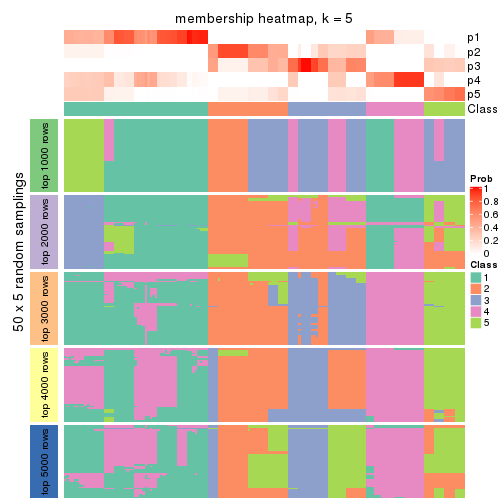 membership heatmap, k = 5
p1
p2
p3
p4
p5
Class
50 x 5 random samplings
top 1000 rows
top 2000 rows
top 3000 rows
top 4000 rows
top 5000 rows
Prob
1
0.8
0.6
0.4
0.2
0
Class
1
2
3
4
5